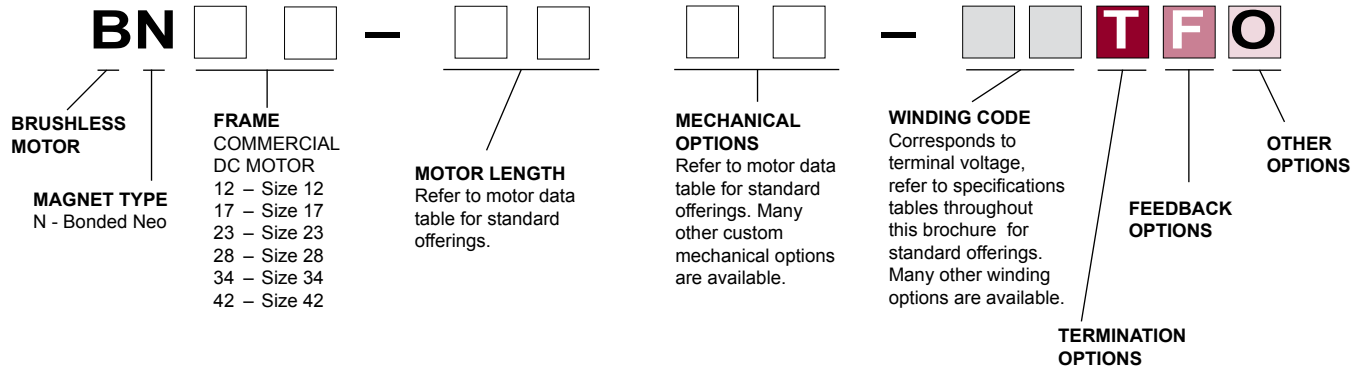 BN – – TFO
BRUSHLESS
MOTOR
MAGNET TYPE
N - Bonded Neo
FRAME
COMMERCIAL
DC MOTOR
12 – Size 12
17 – Size 17
23 – Size 23
28 – Size 28
34 – Size 34
42 – Size 42
MOTOR LENGTH
Refer to motor data
table for standard
offerings.
MECHANICAL
OPTIONS
Refer to motor data
table for standard
offerings. Many
other custom
mechanical options
are available.
WINDING CODE
Corresponds to
terminal voltage,
refer to specifications
tables throughout
this brochure for
standard offerings.
Many other winding
options are available.
TERMINATION
OPTIONS
FEEDBACK
OPTIONS
OTHER
OPTIONS